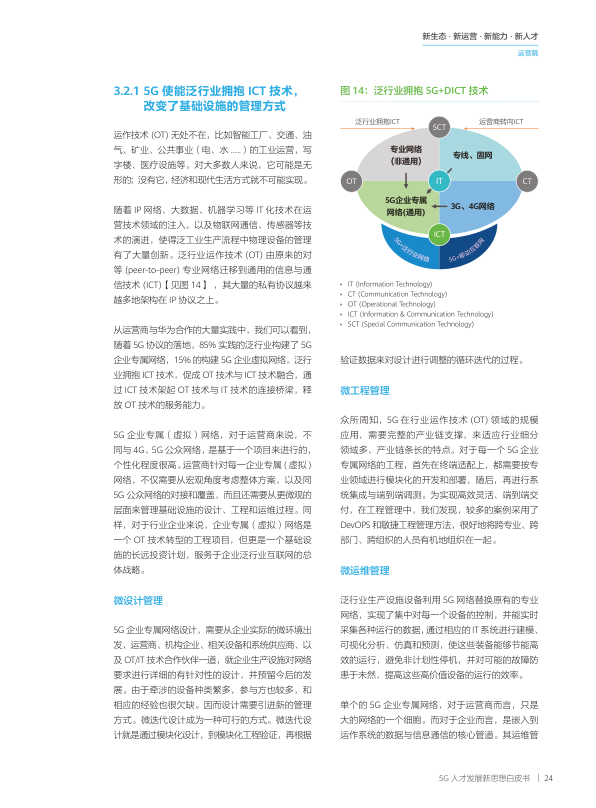 新生态 · 新运营 · 新能力 · 新人才
运营篇
3.2.1 5G 使能泛行业拥抱 ICT 技术，
改变了基础设施的管理方式
运作技术 (OT) 无处不在，比如智能工厂、交通、油
气、矿业、公共事业（电、水 .....）的工业运营，写
字楼、医疗设施等。对大多数人来说，它可能是无
形的；没有它，经济和现代生活方式就不可能实现。
随着 IP 网络、大数据、机器学习等 IT 化技术在运
营技术领域的注入，以及物联网通信、传感器等技
术的演进，使得泛工业生产流程中物理设备的管理
有了大量创新。泛行业运作技术 (OT) 由原来的对
等 (peer-to-peer) 专业网络迁移到通用的信息与通
信技术 (ICT)【见图 14】，其大量的私有协议越来
越多地架构在 IP 协议之上。
从运营商与华为合作的大量实践中，我们可以看到，
随着 5G 协议的落地，85% 实践的泛行业构建了 5G
企业专属网络，15% 的构建 5G 企业虚拟网络。泛行
业拥抱 ICT 技术，促成 OT 技术与 ICT 技术融合，通
过 ICT 技术架起 OT 技术与 IT 技术的连接桥梁，释
放 OT 技术的服务能力。
5G 企业专属（虚拟）网络，对于运营商来说，不
同与 4G、5G 公众网络，是基于一个项目来进行的，
个性化程度很高。运营商针对每一企业专属 (虚拟)
网络，不仅需要从宏观角度考虑整体方案，以及同
5G 公众网络的对接和覆盖，而且还需要从更微观的
层面来管理基础设施的设计、工程和运维过程。同
样，对于行业企业来说，企业专属（虚拟）网络是
一个 OT 技术转型的工程项目，但更是一个基础设
施的长远投资计划，服务于企业泛行业互联网的总
体战略。
微设计管理
5G 企业专属网络设计，需要从企业实际的微环境出
发，运营商、机构企业、相关设备和系统供应商、以
及 OT/IT 技术合作伙伴一道，就企业生产设施对网络
要求进行详细的有针对性的设计，并预留今后的发
展。由于牵涉的设备种类繁多，参与方也较多，和
相应的经验也很欠缺。因而设计需要引进新的管理
方式。微迭代设计成为一种可行的方式。微迭代设
计就是通过模块化设计，到模块化工程验证，再根据
图 14：泛行业拥抱 5G+DICT 技术
泛行业拥抱ICT
SCT
运营商转向ICT
专业网络
(非通用)
专线、固网
OT
IT
CT
5G企业专属
网络(通用)
3G、4G网络
ICT
5G+泛行业网络
5G+移动互联网
• IT (Information Technology)
• CT (Communication Technology)
• OT (Operational Technology)
• ICT (Information & Communication Technology)
• SCT (Special Communication Technology)
验证数据来对设计进行调整的循环迭代的过程。
微工程管理
众所周知，5G 在行业运作技术 (OT) 领域的规模
应用，需要完整的产业链支撑，来适应行业细分
领域多、产业链条长的特点。对于每一个 5G 企业
专属网络的工程，首先在终端适配上，都需要按专
业领域进行模块化的开发和部署，随后，再进行系
统集成与端到端调测。为实现高效灵活、端到端交
付，在工程管理中，我们发现，较多的案例采用了
DevOPS 和敏捷工程管理方法，很好地将跨专业、跨
部门、跨组织的人员有机地组织在一起。
微运维管理
泛行业生产设施设备利用 5G 网络替换原有的专业
网络，实现了集中对每一个设备的控制，并能实时
采集各种运行的数据，通过相应的 IT 系统进行建模、
可视化分析、仿真和预测，使这些装备能够节能高
效的运行，避免非计划性停机，并对可能的故障防
患于未然，提高这些高价值设备的运行的效率。
单个的 5G 企业专属网络，对于运营商而言，只是
大的网络的一个细胞。而对于企业而言，是嵌入到
运作系统的数据与信息通信的核心管道。其运维管
5G 人才发展新思想白皮书 | 24